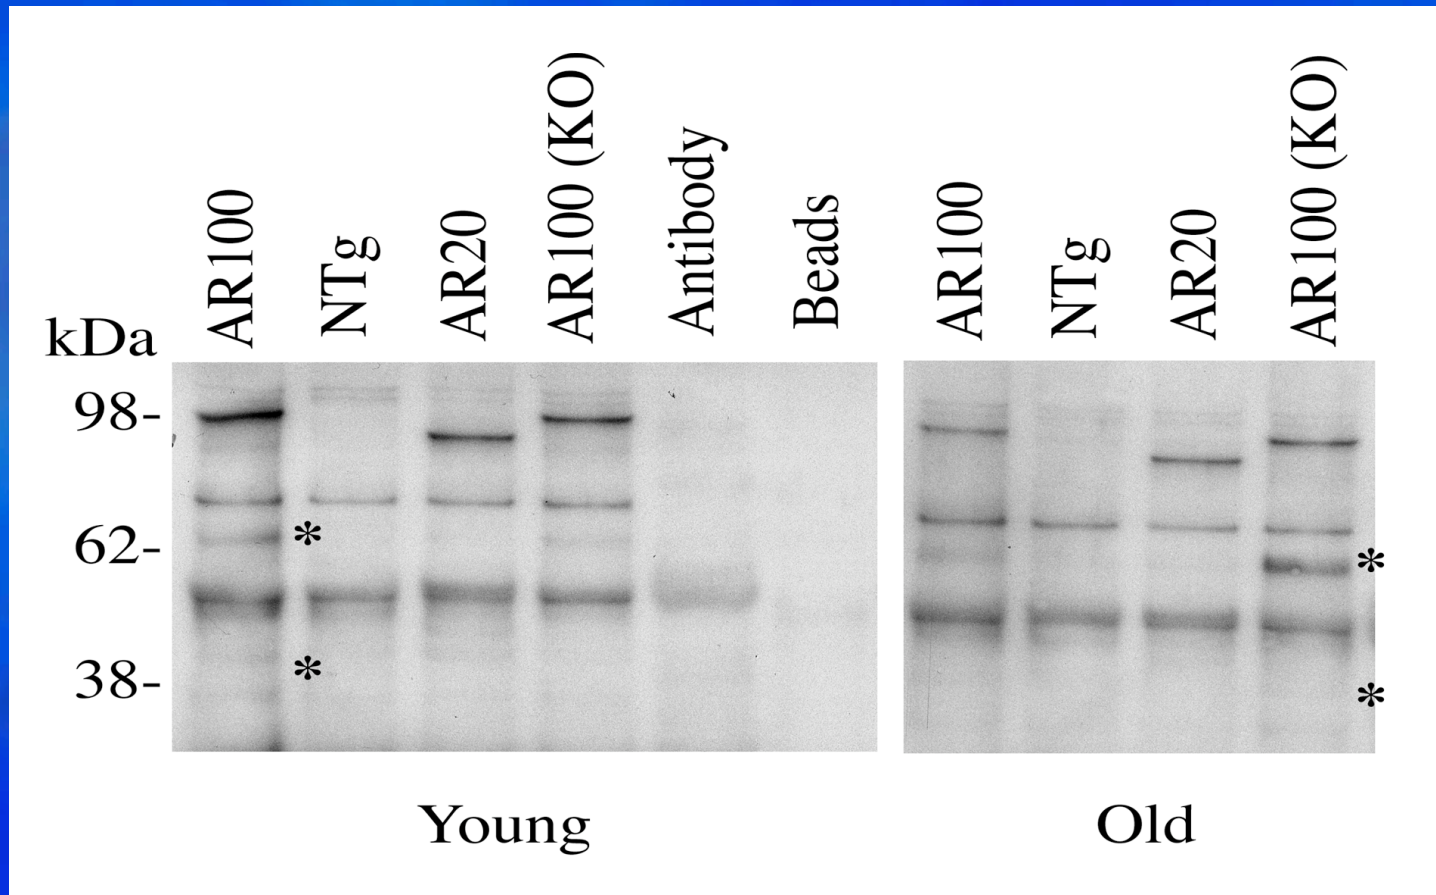 AR100
NTg
AR20
AR100 (KO)
Antibody
Beads
AR100
NTg
AR20
AR100 (KO)
kDa
98-
62-
38-
*
*
*
*
Young
Old